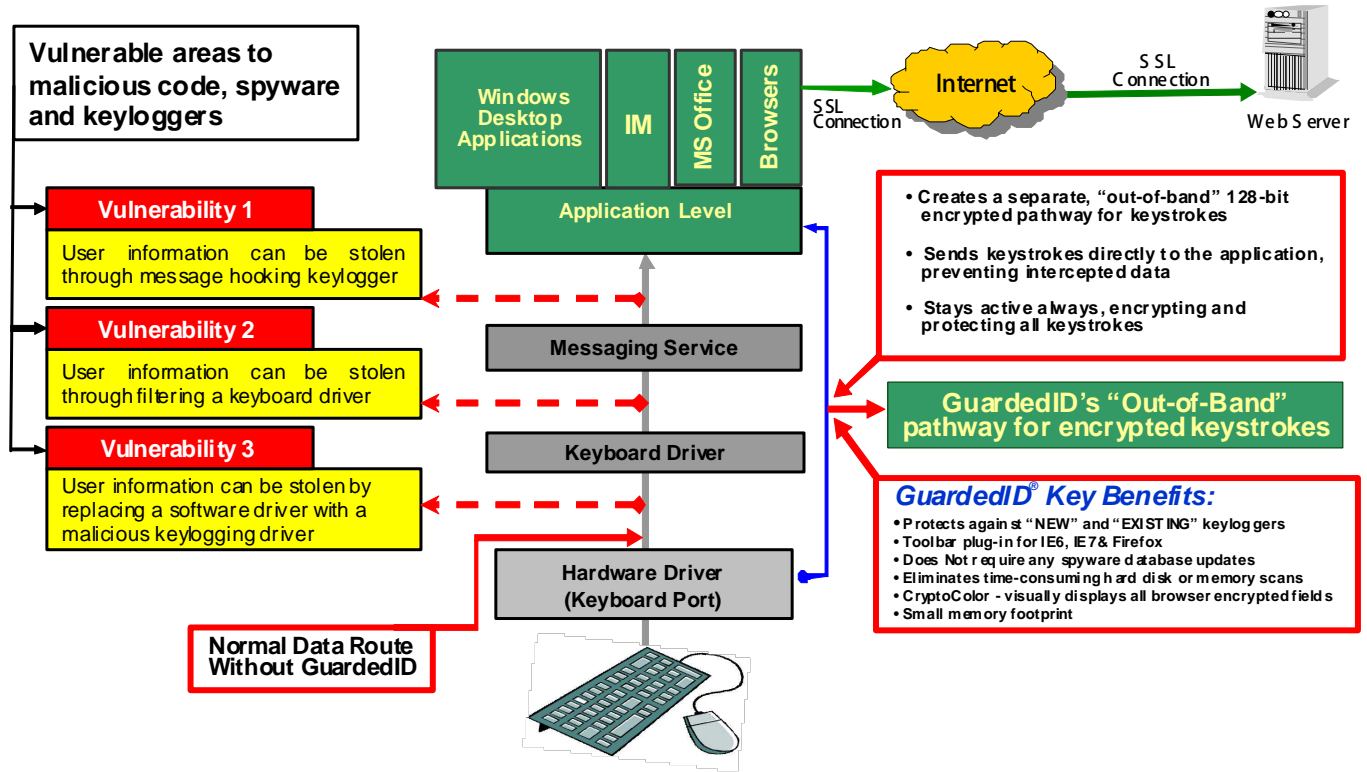 Vulnerable areas to
malicious code, spyware
and keyloggers
Vulnerability 1
User information can be stolen
through message hooking keylogger
Vulnerability 2
User information can be stolen
through filtering a keyboard driver
Vulnerability 3
User information can be stolen by
replacing a software driver with a
malicious keylogging driver
Normal Data Route
Without GuardedID
Windows
Desktop
Applications
IM
MS Office
Browsers
Application Level
Messaging Service
Keyboard Driver
Hardware Driver
(Keyboard Port)
SSL
Connection
Internet
SSL
Connection
Web Server
• Creates a separate, “out-of-band” 128-bit
encrypted pathway for keystrokes
• Sends keystrokes directly to the application,
preventing intercepted data
• Stays active always, encrypting and
protecting all keystrokes
GuardedID’s “Out-of-Band”
pathway for encrypted keystrokes
GuardedID® Key Benefits:
• Protects against “NEW” and “EXISTING” keyloggers
• Toolbar plug-in for IE6, IE7 & Firefox
• Does Not require any spyware database updates
• Eliminates time-consuming hard disk or memory scans
• CryptoColor - visually displays all browser encrypted fields
• Small memory footprint